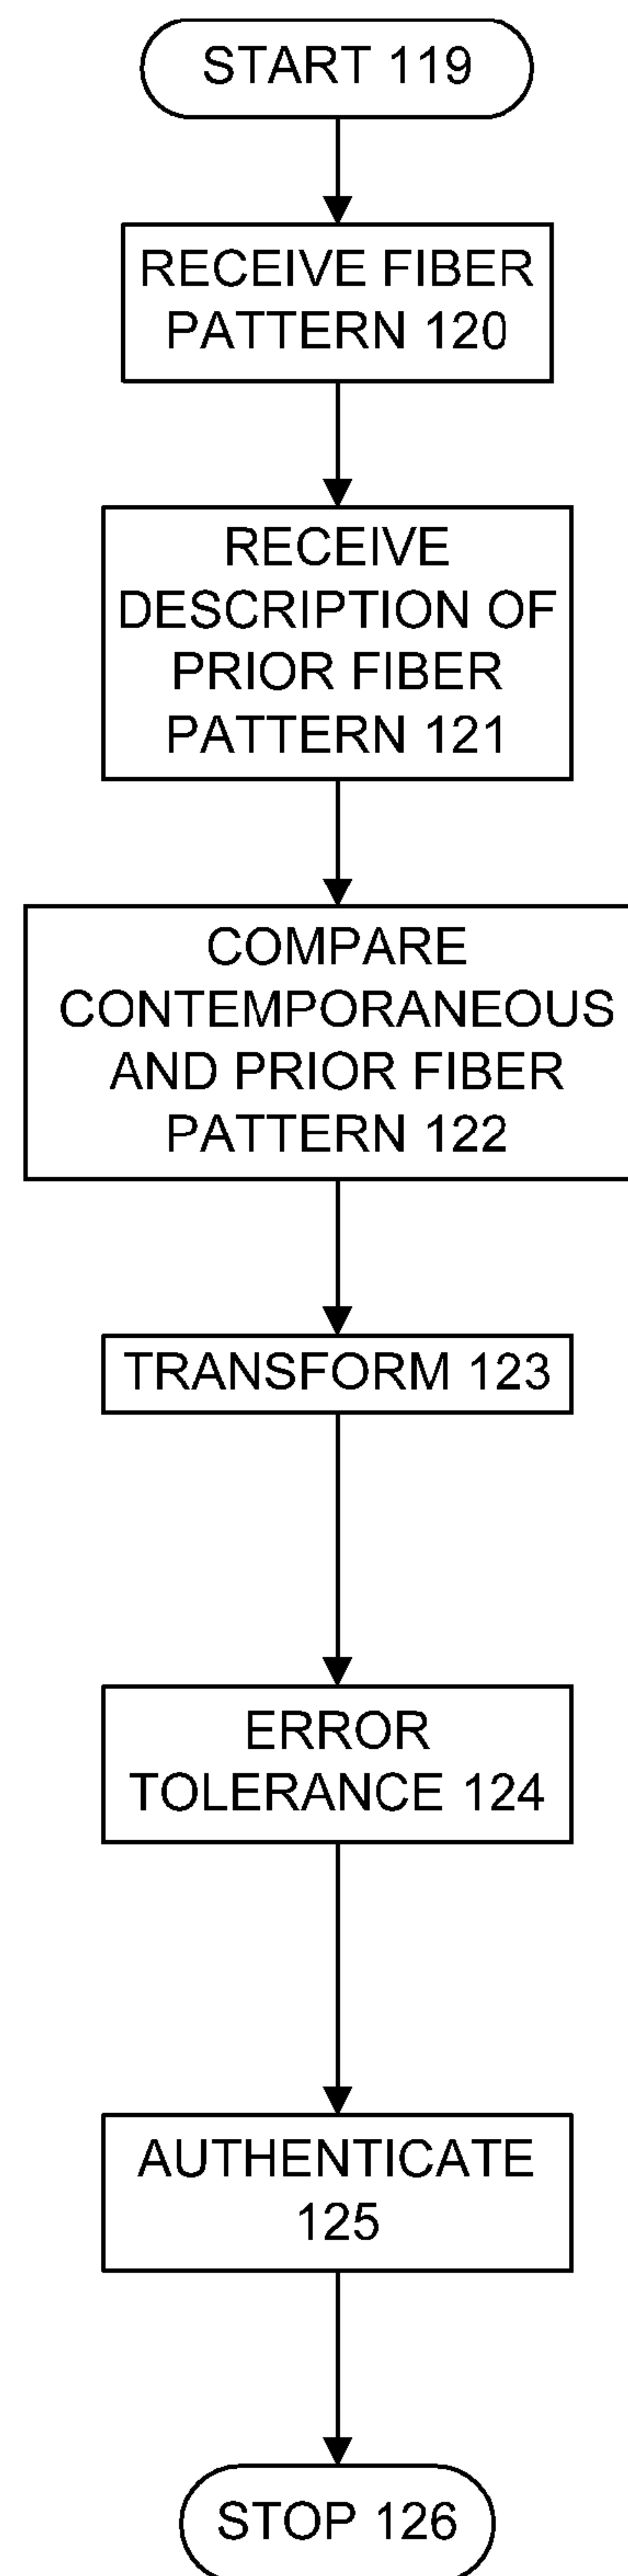 START 119
RECEIVE FIBER
PATTERN 120
RECEIVE
DESCRIPTION OF
PRIOR FIBER
PATTERN 121
COMPARE
CONTEMPORANEOUS
AND PRIOR FIBER
PATTERN 122
TRANSFORM 123
ERROR
TOLERANCE 124
AUTHENTICATE
125
STOP 126